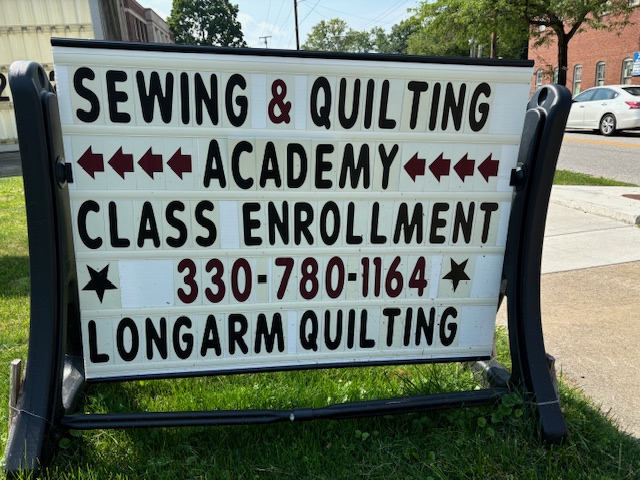 SEWING & QUILTING
ACADEMY
CLASS ENROLLMENT
330-780-1164
LONGARM QUILTING